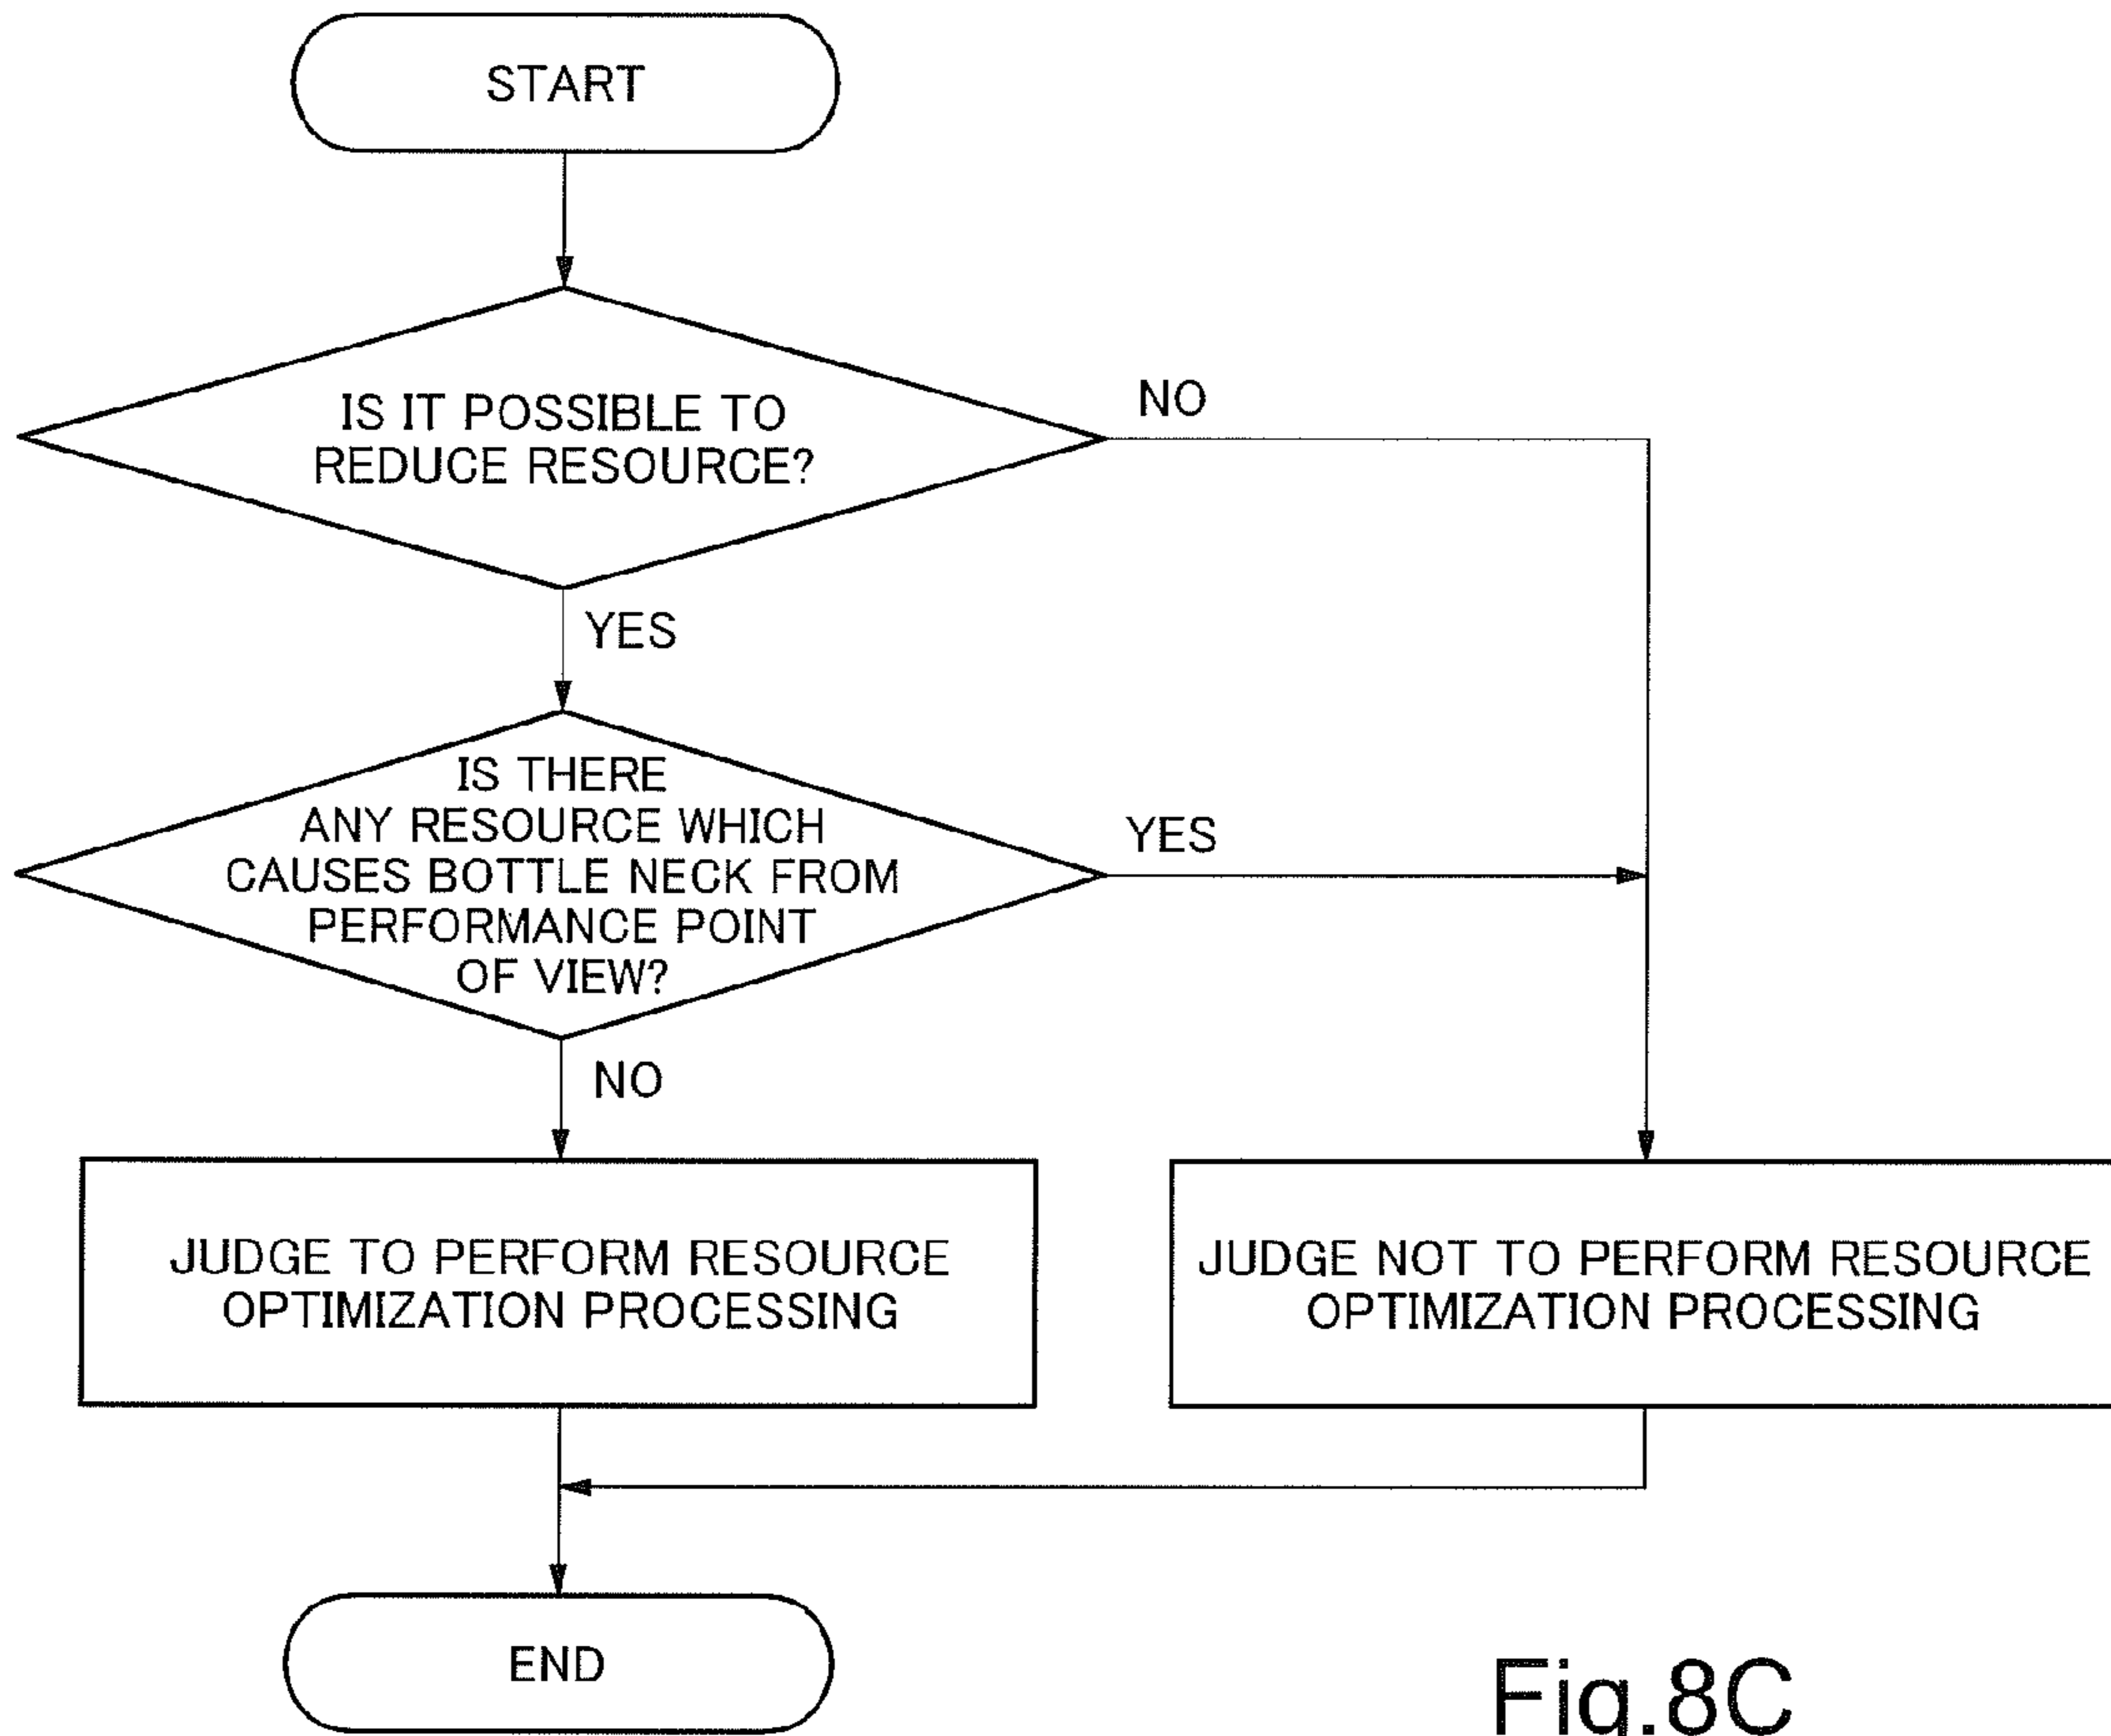 START
IS IT POSSIBLE TO
REDUCE RESOURCE?
NO
YES
IS THERE
ANY RESOURCE WHICH
CAUSES BOTTLE NECK FROM
PERFORMANCE POINT
OF VIEW?
YES
NO
JUDGE TO PERFORM RESOURCE
OPTIMIZATION PROCESSING
JUDGE NOT TO PERFORM RESOURCE
OPTIMIZATION PROCESSING
END
Fig.8C